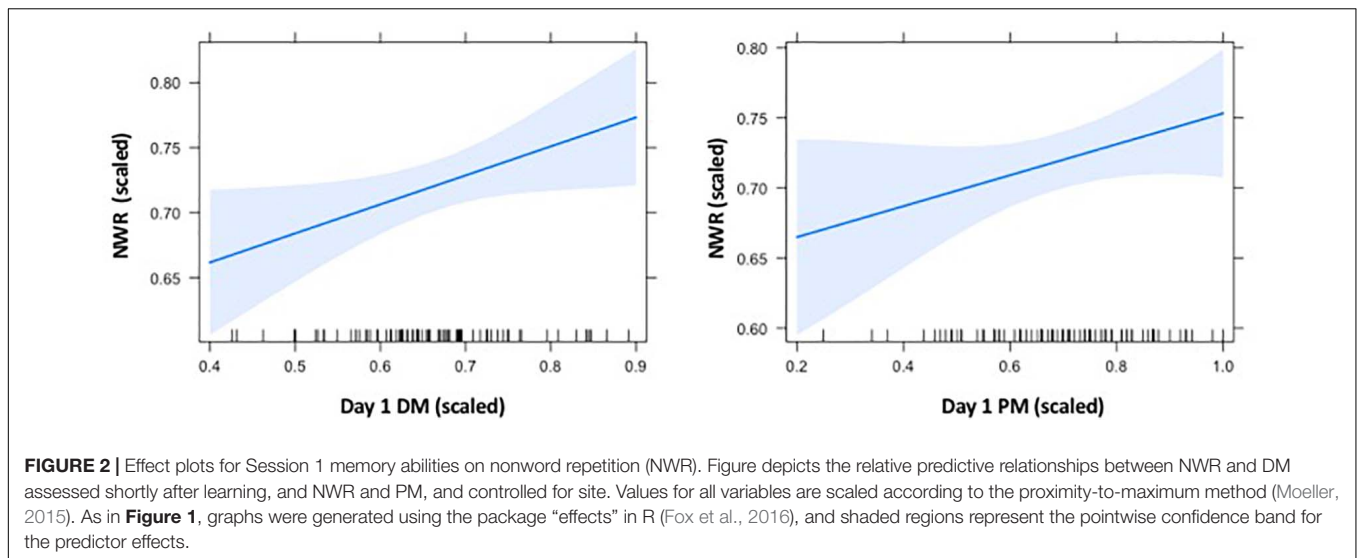 NWR (scaled)
0.80
0.75
0.70
0.65
0.4 0.5 0.6 0.7 0.8 0.9
Day 1 DM (scaled)
NWR (scaled)
0.80
0.75
0.70
0.65
0.60
0.2 0.4 0.6 0.8 1.0
Day 1 PM (scaled)
FIGURE 2 | Effect plots for Session 1 memory abilities on nonword repetition (NWR). Figure depicts the relative predictive relationships between NWR and DM
assessed shortly after learning, and NWR and PM, and controlled for site. Values for all variables are scaled according to the proximity-to-maximum method (Moeller,
2015). As in Figure 1, graphs were generated using the package “effects” in R (Fox et al., 2016), and shaded regions represent the pointwise confidence band for
the predictor effects.